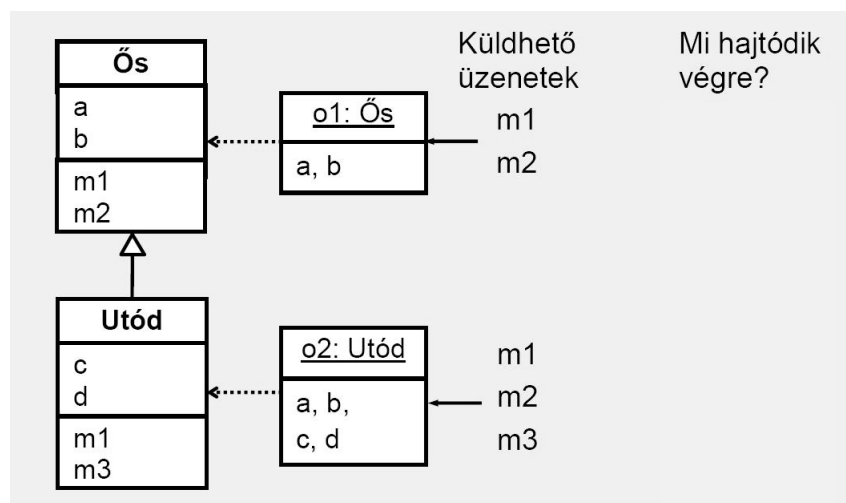 Ős
a
b
m1
m2
o1: Ős
a, b
Küldhető
üzenetek
m1
m2
Mi hajtódik
végre?
Utód
c
d
m1
m3
o2: Utód
a, b,
c, d
m1
m2
m3